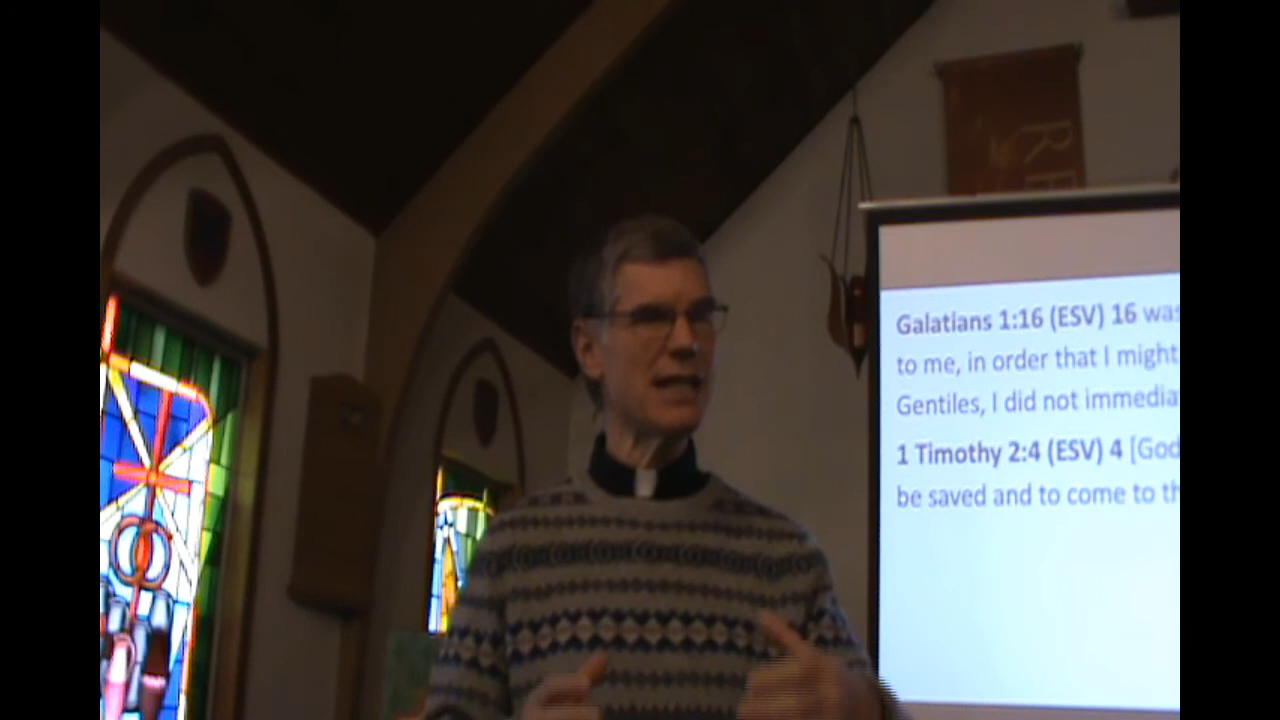 RE
Galatians 1:16 (ESV) 16 was
to me, in order that I might
Gentiles, I did not immedia
1 Timothy 2:4 (ESV) 4 [God
be saved and to come to th